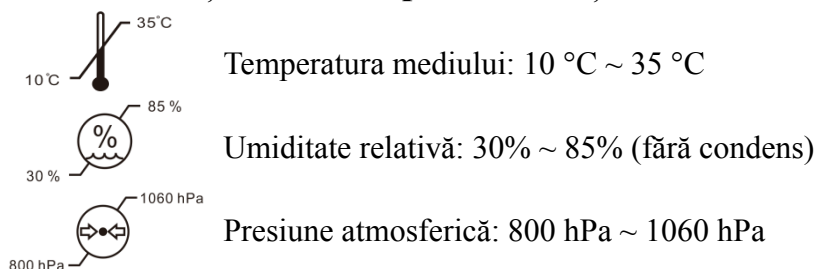 35°C
10°C
Temperatura mediului: 10 °C ~ 35 °C
85 %
%
30 %
Umiditate relativă: 30% ~ 85% (fără condens)
1060 hPa
800 hPa
Presiune atmosferică: 800 hPa ~ 1060 hPa